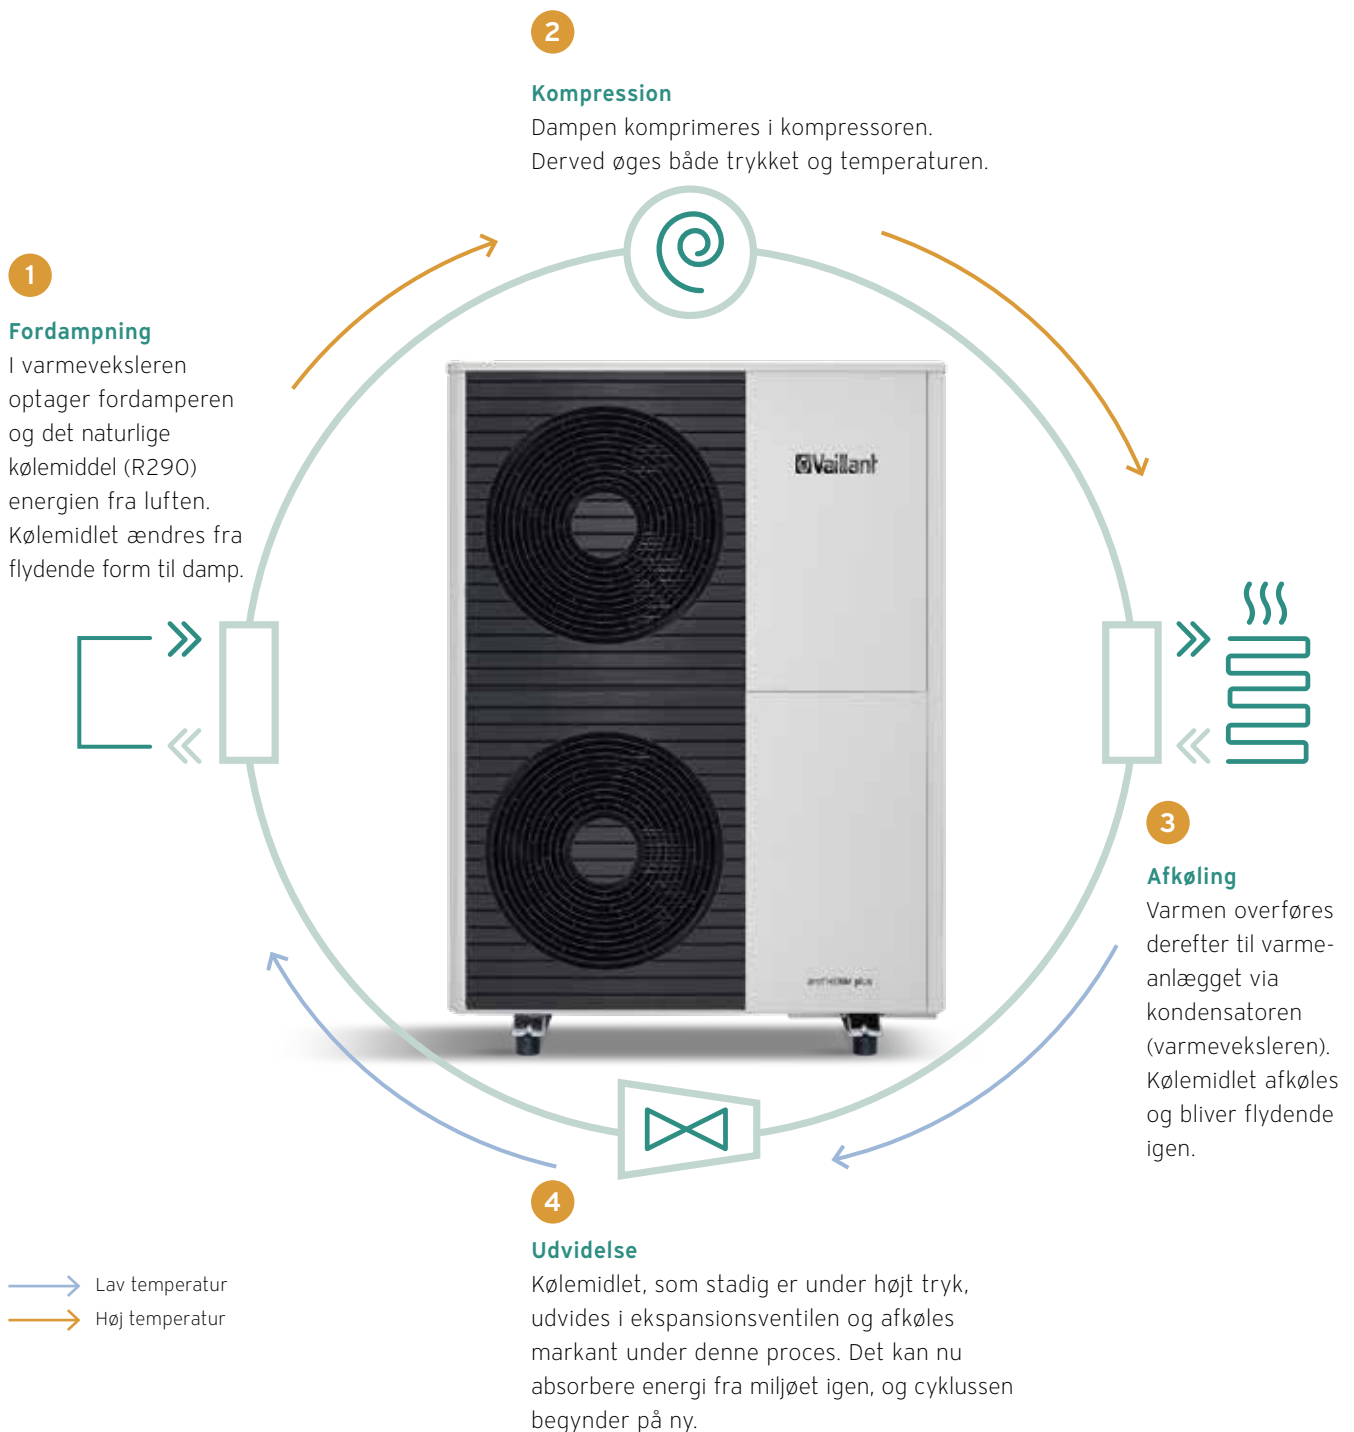 2
Kompression
Dampen komprimeres i kompressoren.
Derved øges både trykket og temperaturen.
1
Fordampning
I varmeveksleren
optager fordamperen
og det naturlige
kølemiddel (R290)
energien fra luften.
Kølemidlet ændres fra
flydende form til damp.
Vaillant
3
Afkøling
Varmen overføres
derefter til varme-
anlægget via
kondensatoren
(varmeveksleren).
Kølemidlet afkøles
og bliver flydende
igen.
plus
4
Udvidelse
Kølemidlet, som stadig er under højt tryk,
udvides i ekspansionsventilen og afkøles
markant under denne proces. Det kan nu
absorbere energi fra miljøet igen, og cyklussen
begynder på ny.
Lav temperatur
Høj temperatur